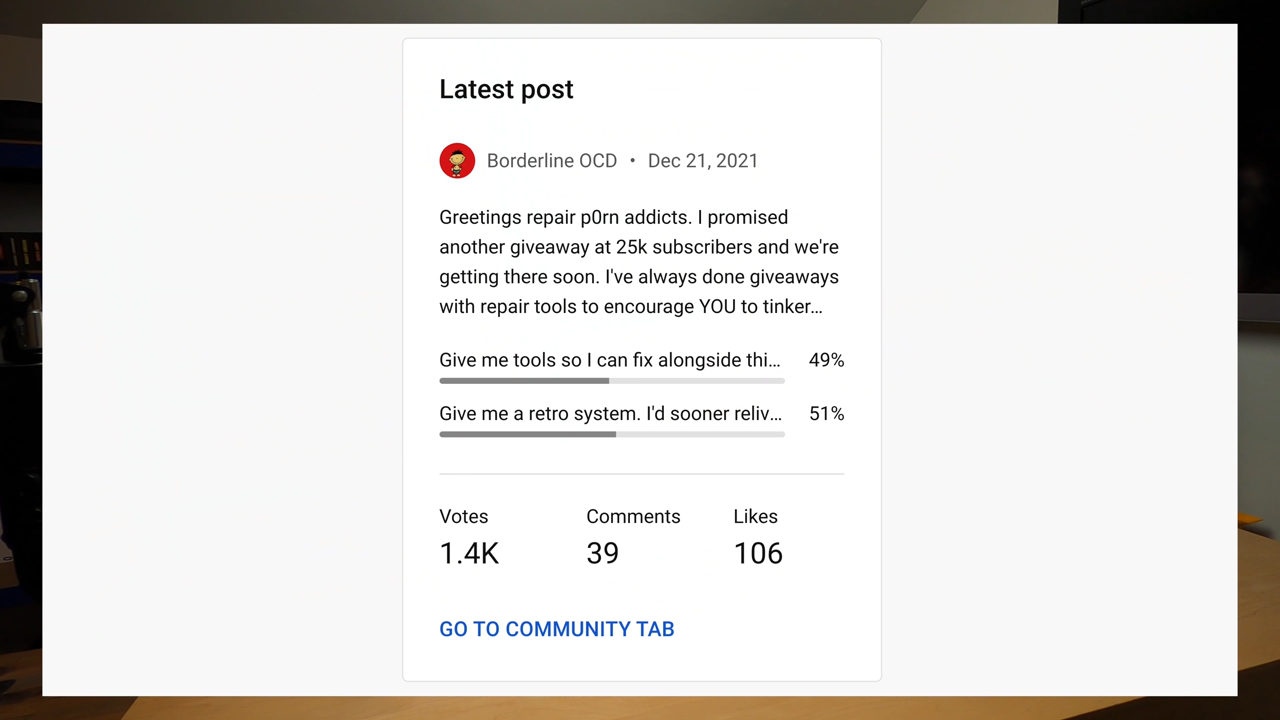 Latest post
Borderline OCD • Dec 21, 2021
Greetings repair p0rn addicts. I promised
another giveaway at 25k subscribers and we're
getting there soon. I've always done giveaways
with repair tools to encourage YOU to tinker...
Give me tools so I can fix alongside thi... 49%
Give me a retro system. I'd sooner reliv... 51%
Votes Comments Likes
1.4K 39 106
GO TO COMMUNITY TAB